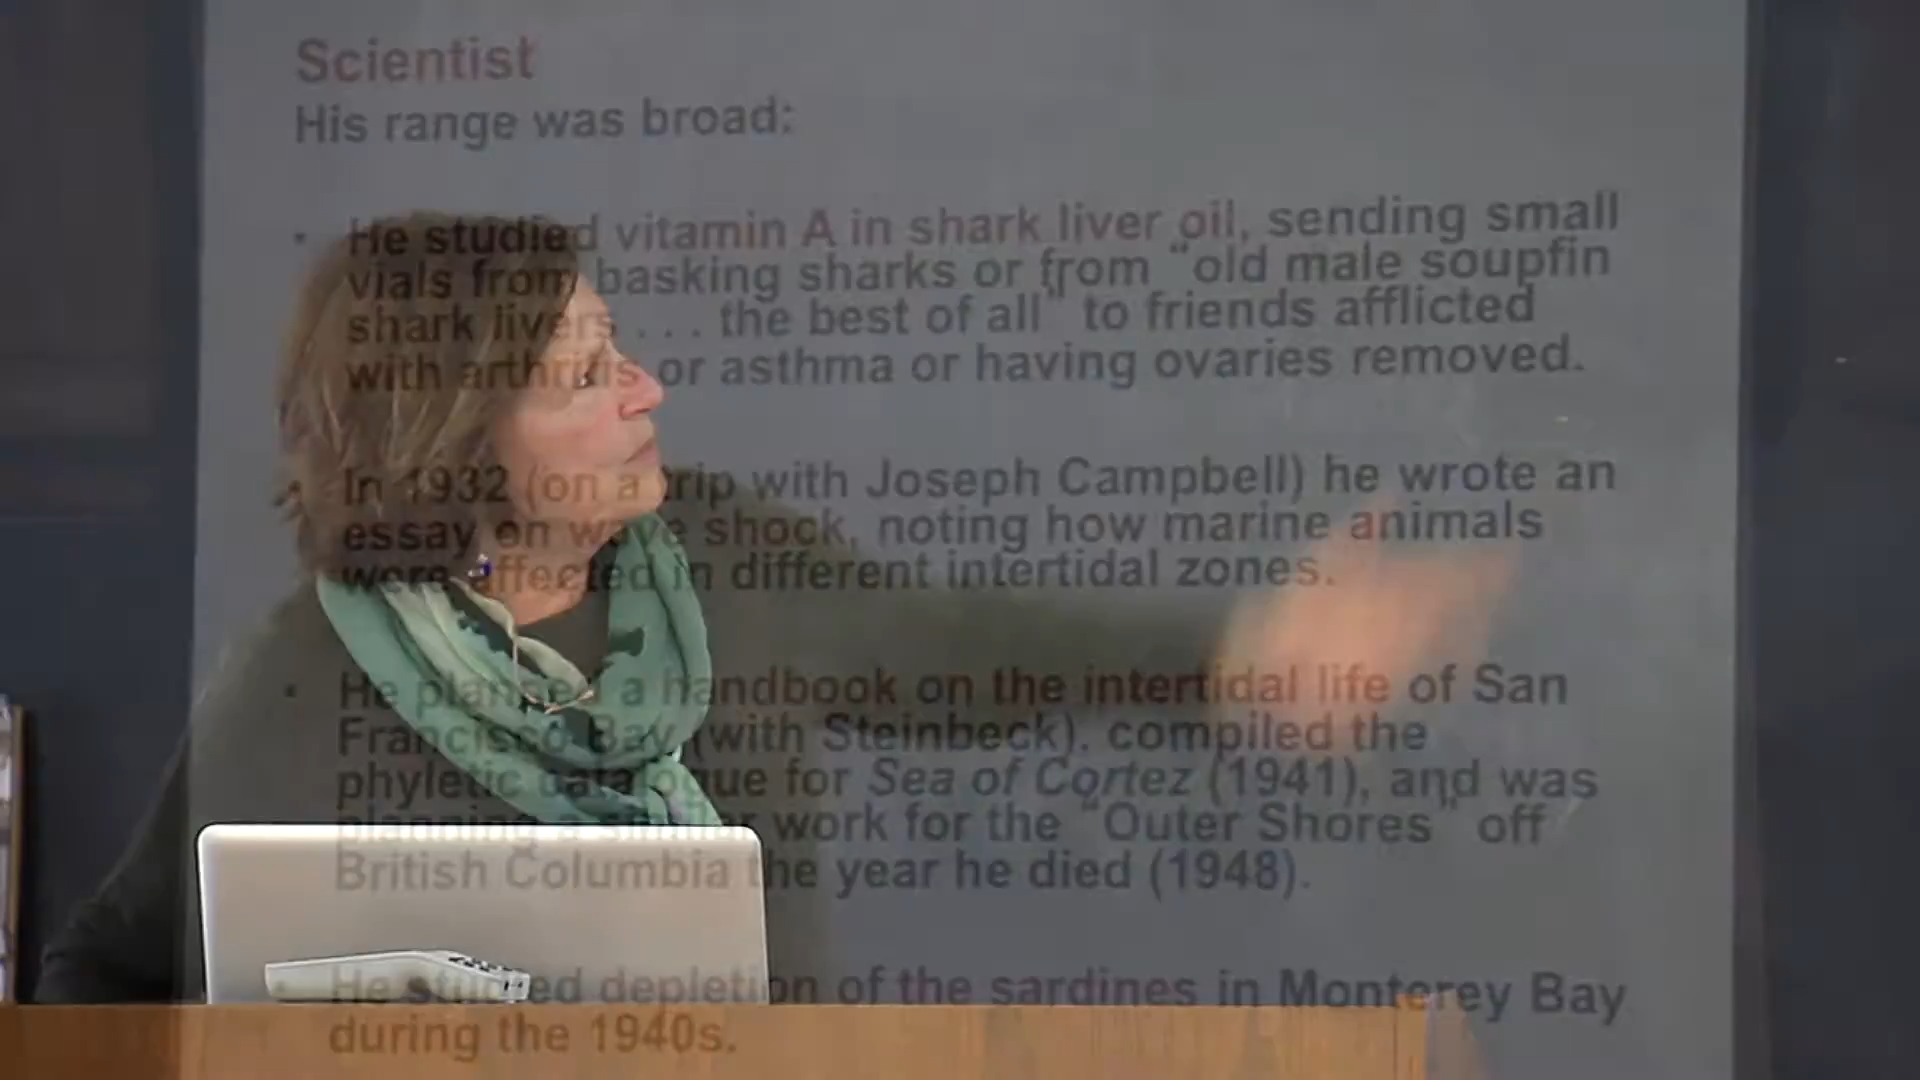 Scientist
His range was broad:
• He studied vitamin A in shark liver oil, sending small
vials from basking sharks or from "old male soupfin
shark livers . . . the best of all" to friends afflicted
with arthritis or asthma or having ovaries removed.
• In 1932 (on a trip with Joseph Campbell) he wrote an
essay on wave shock, noting how marine animals
were affected in different intertidal zones.
• He planned a handbook on the intertidal life of San
Francisco Bay (with Steinbeck), compiled the
phyletic catalogue for Sea of Cortez (1941), and was
planning a similar work for the "Outer Shores" off
British Columbia the year he died (1948).
• He studied depletion of the sardines in Monterey Bay
during the 1940s.